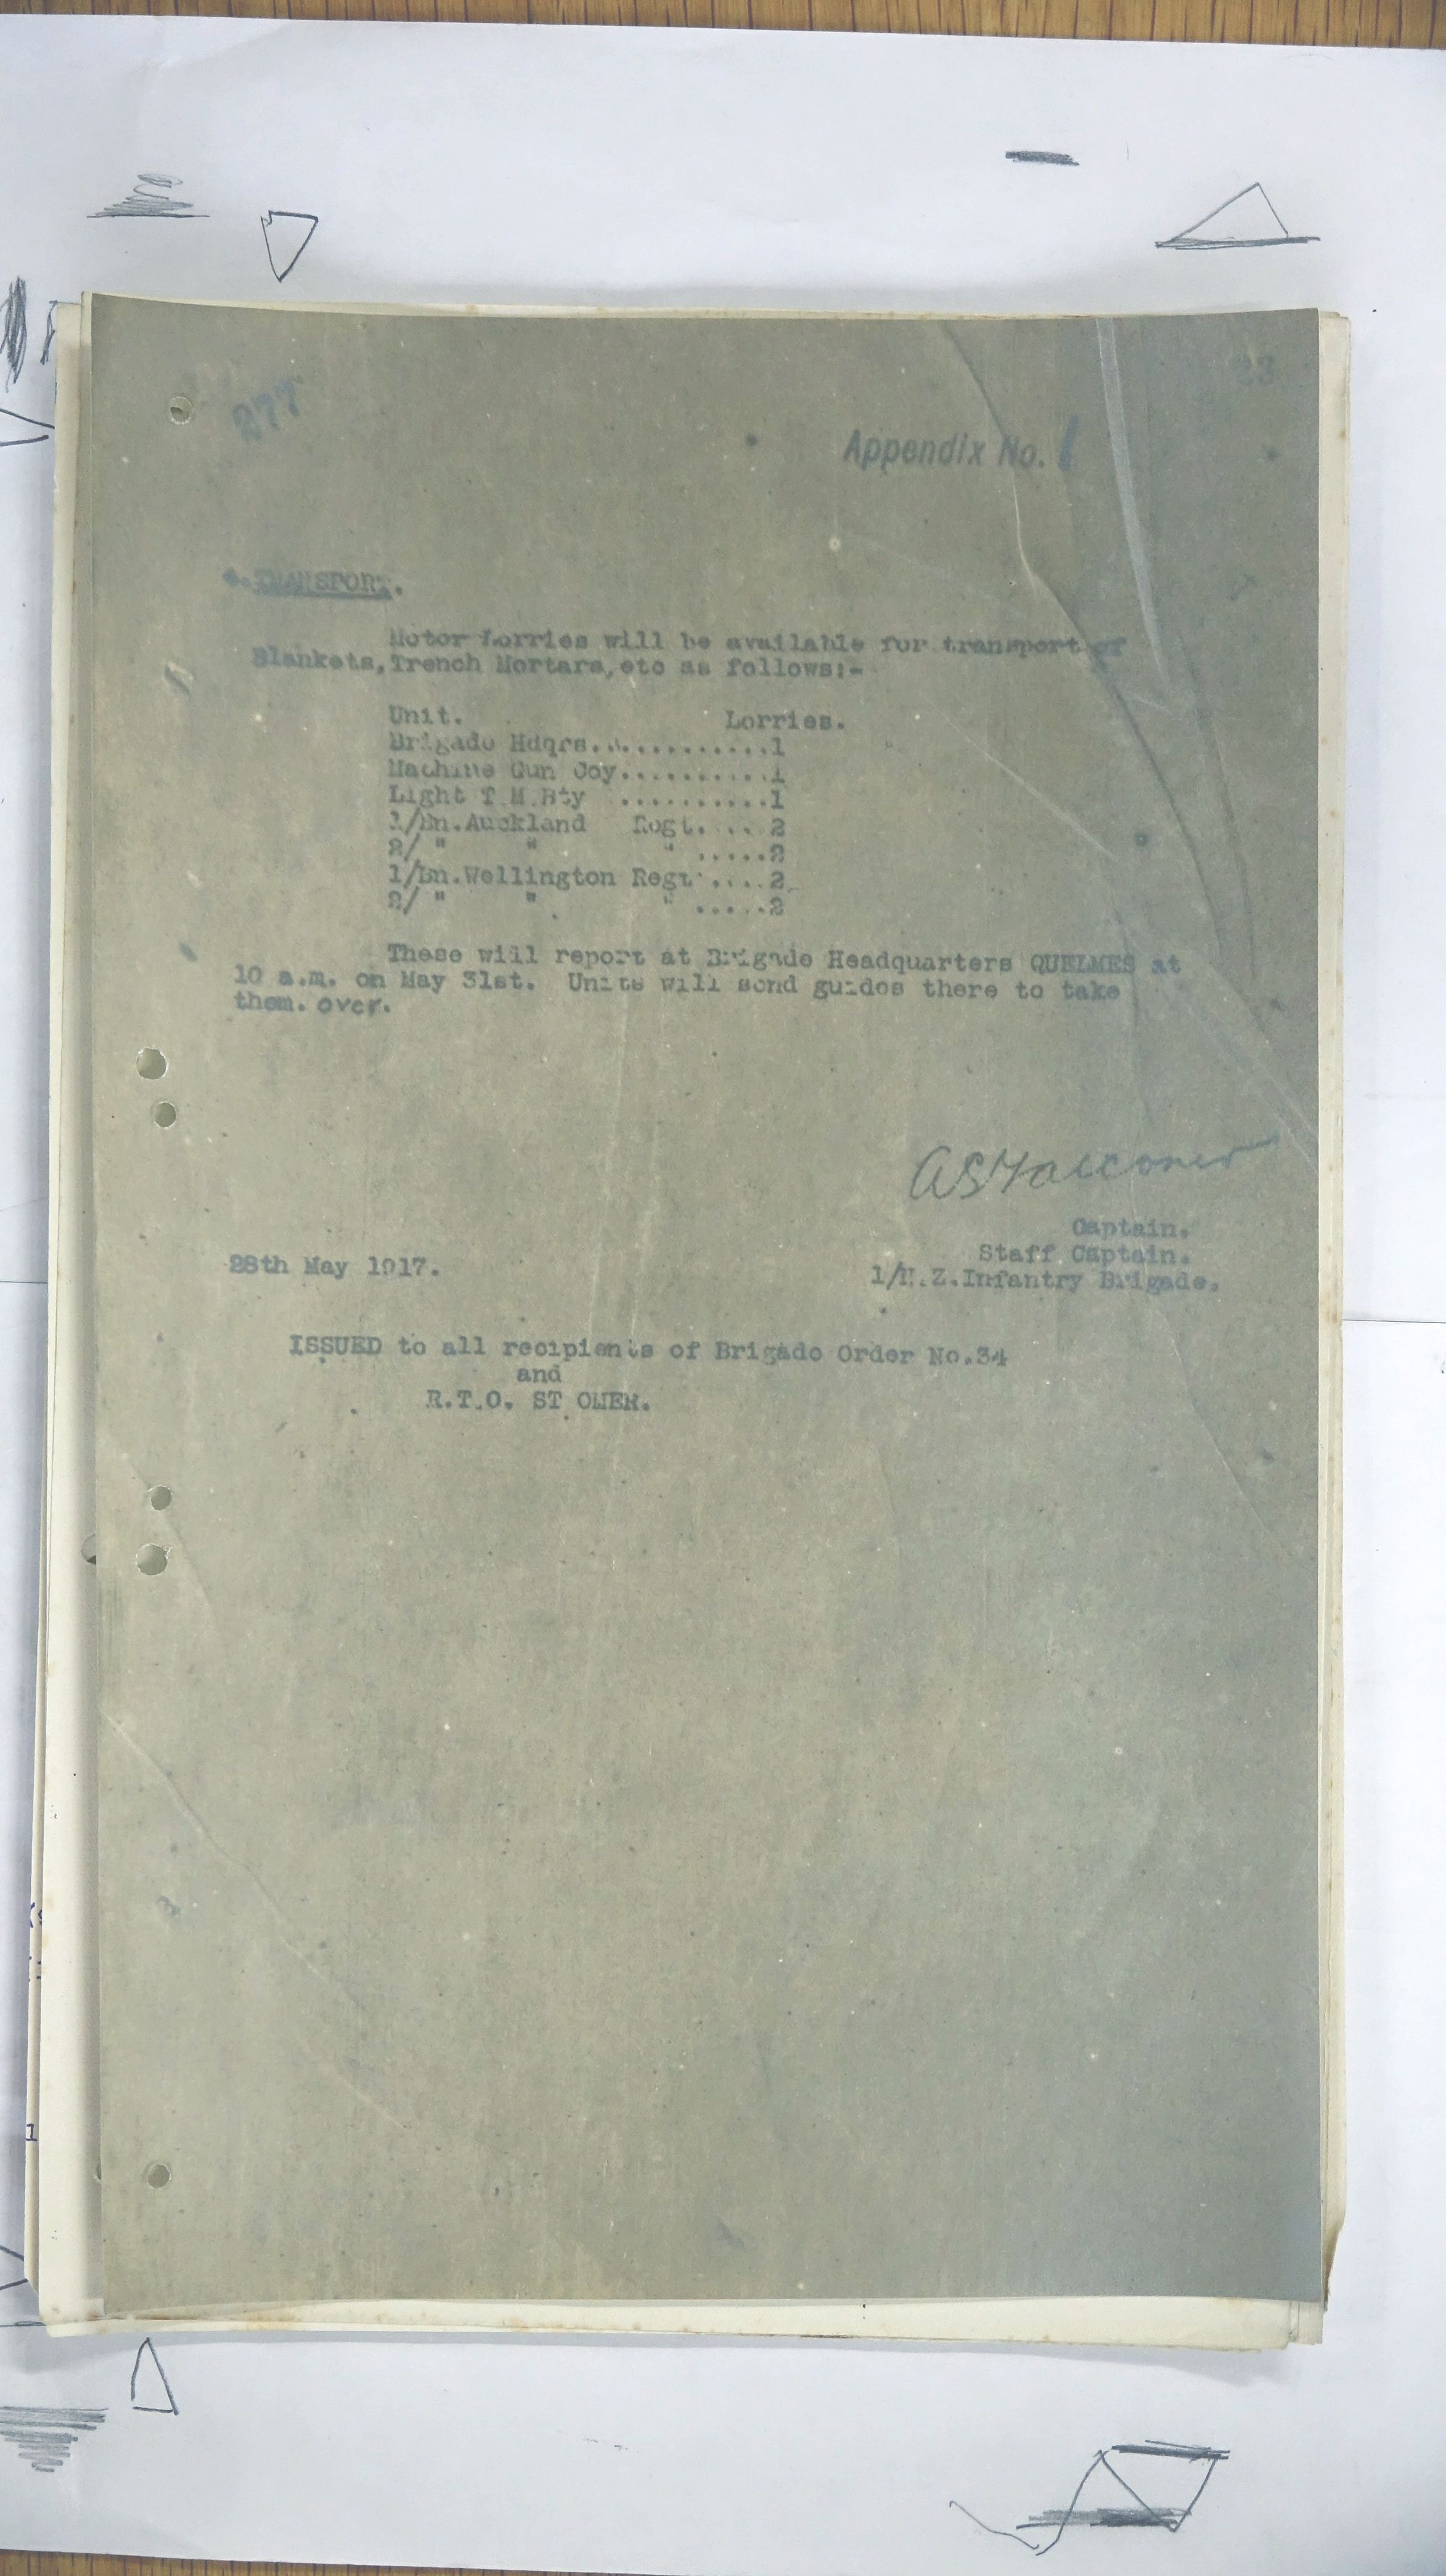 277
23
Appendix No. 1
TRANSPORT.
Motor Lorries will be available for transport of
Blankets,Trench Mortars,etc as follows:-
Unit. Lorries.
Brigade Hdqrs.............1
Machine Gun Coy...........1
Light T.M.Bty ...........1
1/Bn.Auckland Regt.....2
2/ " " " .....2
1/Bn.Wellington Regt.....2
2/ " " " .....2
These will report at Brigade Headquarters QUELMES at
10 a.m. on May 31st. Units will send guides there to take
them. over.
ASFalconer
Captain.
Staff Captain.
28th May 1917.
1/N.Z.Infantry Brigade.
ISSUED to all recipients of Brigade Order No.34
and
R.T.O. ST OMER.